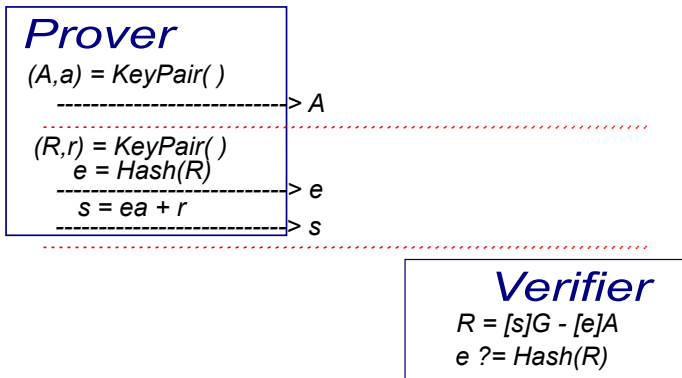 Prover
(A,a) = KeyPair( )
---------------------------> A
(R,r) = KeyPair( )
e = Hash(R)
---------------------------> e
s = ea + r
---------------------------> s
Verifier
R = [s]G - [e]A
e ?= Hash(R)